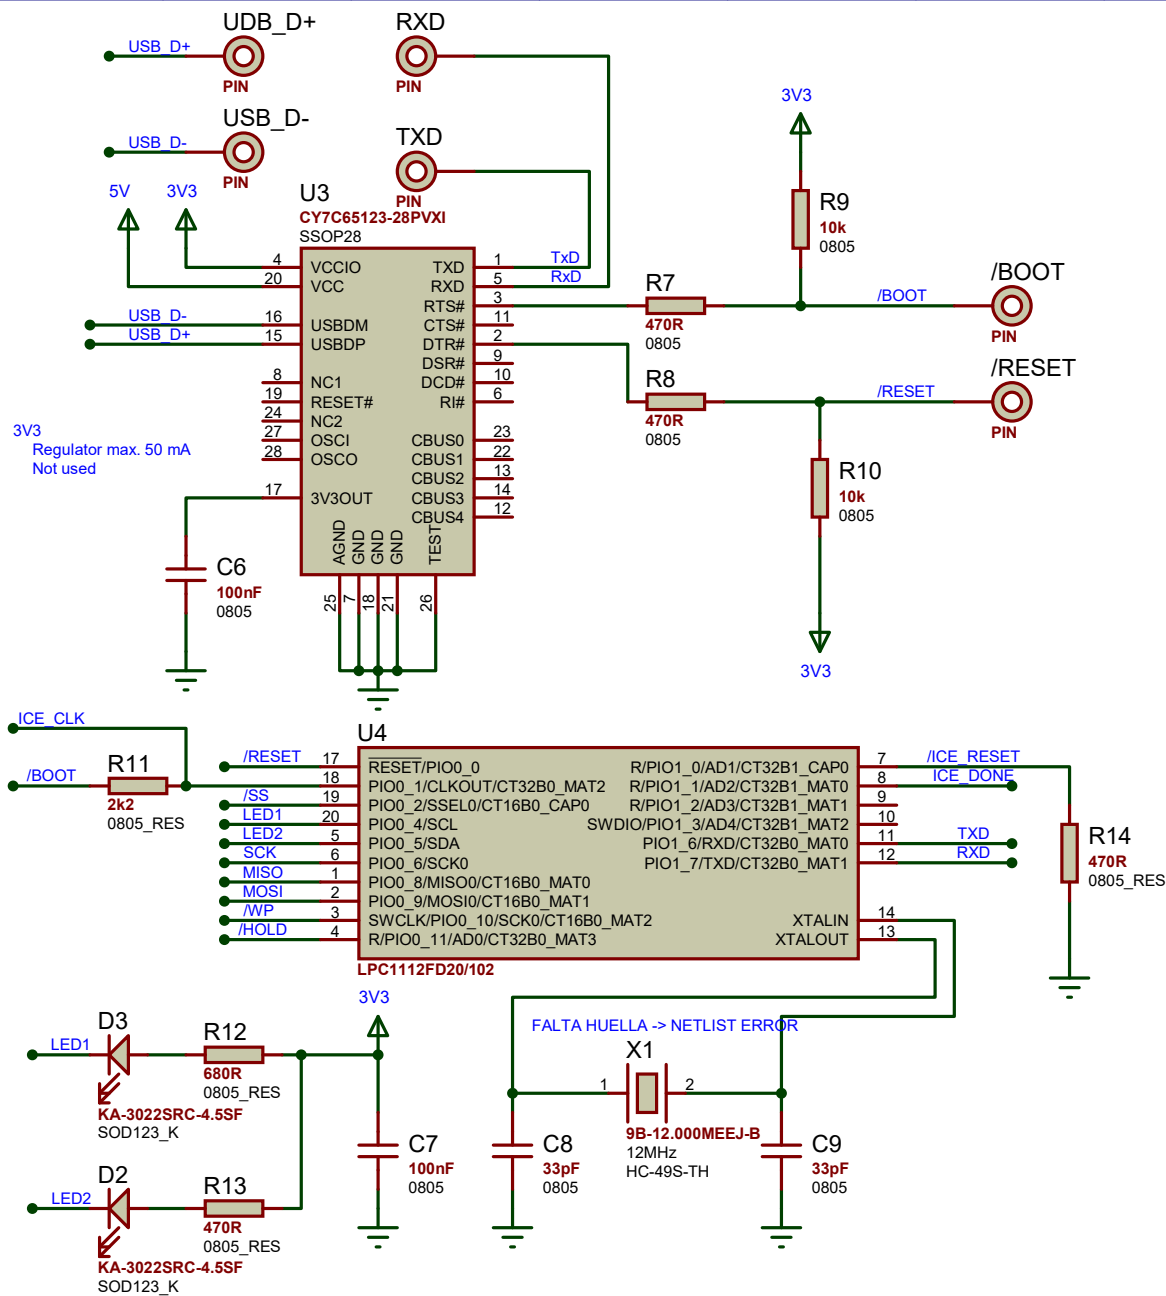 UDB_D+
RXD
USB_D+
PIN
PIN
3V3
USB_D-
TXD
USB_D-
PIN
PIN
5V
3V3
U3
CY7C65123-28PVXI
SSOP28
R9
10k
0805
4
VCCIO
TXD
1
TxD
20
VCC
RXD
5
RxD
RTS#
3
R7
470R
0805
/BOOT
/BOOT
PIN
USB_D-
16
USBDM
CTS#
11
USB_D+
15
USBDP
DTR#
2
DSR#
9
8
NC1
DCD#
10
19
RESET#
RI#
6
R8
470R
0805
/RESET
/RESET
PIN
24
NC2
27
OSCI
CBUS0
23
28
OSCO
CBUS1
22
CBUS2
13
17
3V3OUT
CBUS3
14
CBUS4
12
3V3
Regulator max. 50 mA
Not used
R10
10k
0805
3V3
AGND
GND
GND
GND
TEST
25
7
18
21
26
C6
100nF
0805
ICE_CLK
/BOOT
R11
2k2
0805_RES
U4
/RESET
17
RESET/PIO0_0
18
PIO0_1/CLKOUT/CT32B0_MAT2
/SS
19
PIO0_2/SSEL0/CT16B0_CAP0
LED1
20
PIO0_4/SCL
LED2
5
PIO0_5/SDA
SCK
6
PIO0_6/SCK0
MISO
1
PIO0_8/MISO0/CT16B0_MAT0
MOSI
2
PIO0_9/MOSI0/CT16B0_MAT1
/WP
3
SWCLK/PIO0_10/SCK0/CT16B0_MAT2
/HOLD
4
R/PIO0_11/AD0/CT32B0_MAT3
R/PIO1_0/AD1/CT32B1_CAP0
7
/ICE_RESET
R/PIO1_1/AD2/CT32B1_MAT0
8
ICE_DONE
R/PIO1_2/AD3/CT32B1_MAT1
9
SWDIO/PIO1_3/AD4/CT32B1_MAT2
10
PIO1_6/RXD/CT32B0_MAT0
11
TXD
PIO1_7/TXD/CT32B0_MAT1
12
RXD
XTALIN
14
XTALOUT
13
LPC1112FD20/102
R14
470R
0805_RES
3V3
FALTA HUELLA -> NETLIST ERROR
LED1
D3
KA-3022SRC-4.5SF
SOD123_K
R12
680R
0805_RES
X1
1
2
9B-12.000MEEJ-B
12MHz
HC-49S-TH
C7
100nF
0805
C8
33pF
0805
C9
33pF
0805
LED2
D2
KA-3022SRC-4.5SF
SOD123_K
R13
470R
0805_RES